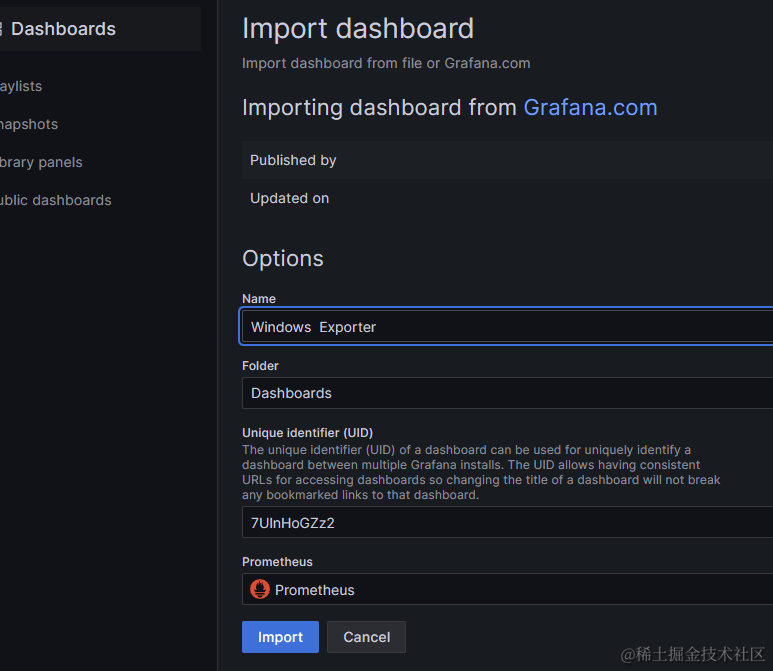 Dashboards
aylists
napshots
brary panels
ublic dashboards
Import dashboard
Import dashboard from file or Grafana.com
Importing dashboard from Grafana.com
Published by
Updated on
Options
Name
Windows  Exporter
Folder
Dashboards
Unique identifier (UID)
The unique identifier (UID) of a dashboard can be used for uniquely identify a
dashboard between multiple Grafana installs. The UID allows having consistent
URLs for accessing dashboards so changing the title of a dashboard will not break
any bookmarked links to that dashboard.
7UInHoGZz2
Prometheus
Prometheus
Import Cancel
@稀土掘金技术社区